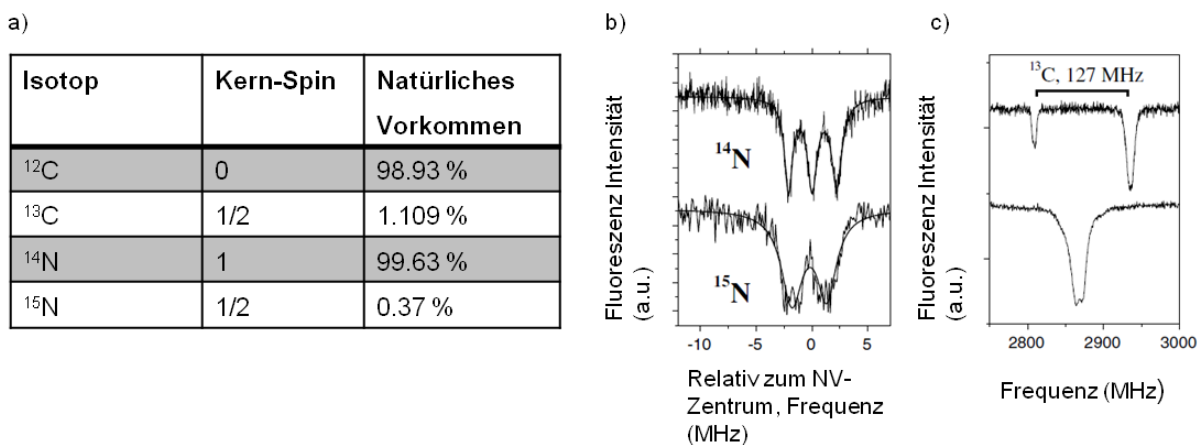 a)
Isotop Kern-Spin Natürliches
Vorkommen
¹²C 0 98.93 %
¹³C 1/2 1.109 %
¹⁴N 1 99.63 %
¹⁵N 1/2 0.37 %
b)
Fluoreszenz Intensität
(a.u.)
¹⁴N
¹⁵N
-10 -5 0 5
Relativ zum NV-
Zentrum, Frequenz
(MHz)
c)
Fluoreszenz Intensität
(a.u.)
¹³C, 127 MHz
2800 2900 3000
Frequenz (MHz)